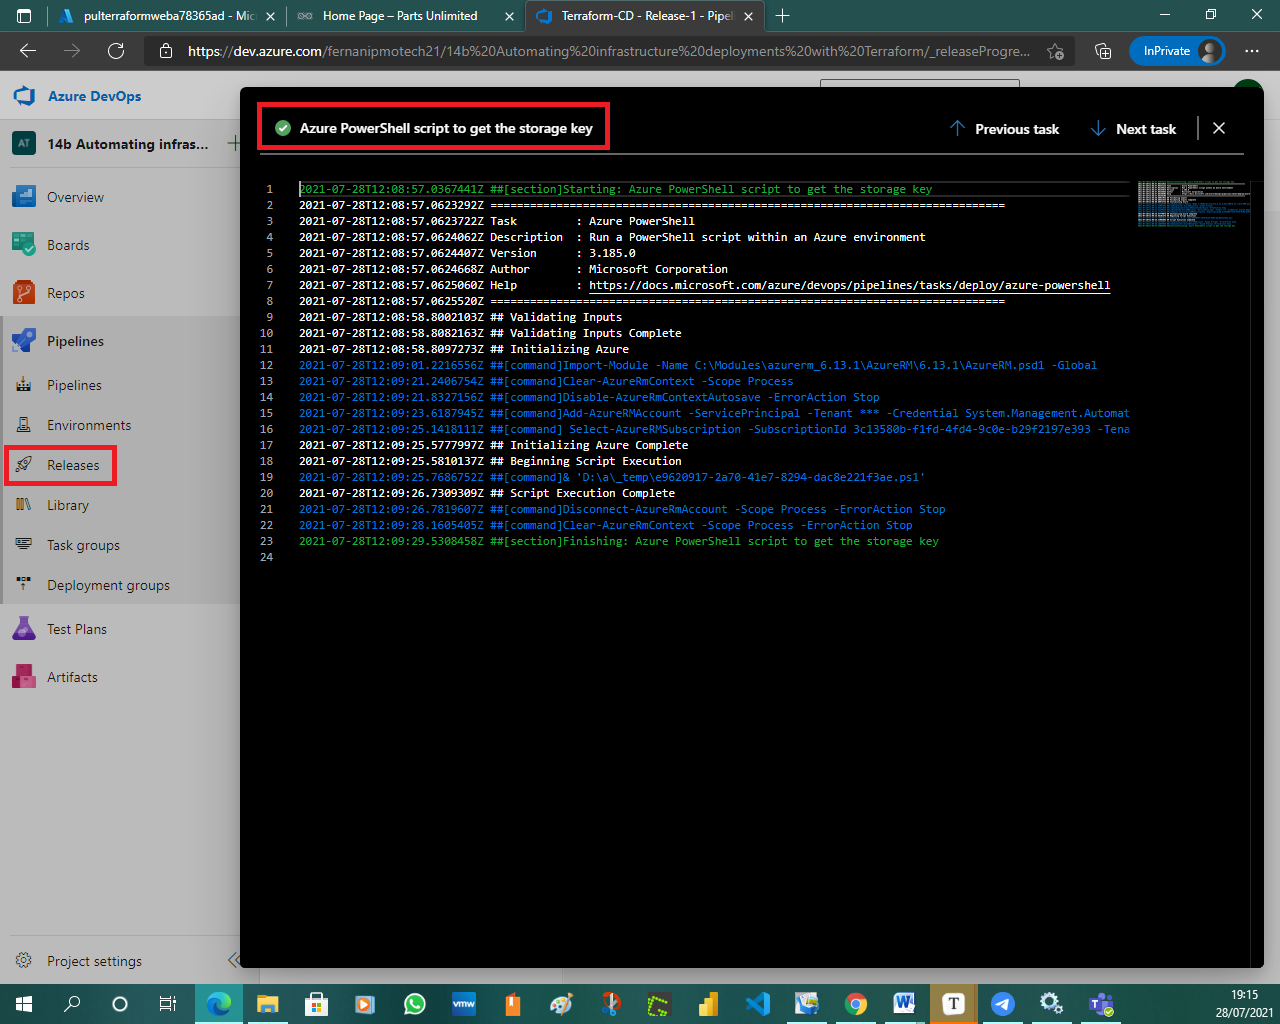 pulterraformweba78365ad - Mic
Home Page – Parts Unlimited
Terraform-CD - Release-1 - Pipel
https://dev.azure.com/fernanipmotech21/14b%20Automating%20infrastructure%20deployments%20with%20Terraform/_releaseProgre...
InPrivate
Azure DevOps
AT
14b Automating infras...
Overview
Boards
Repos
Pipelines
Pipelines
Environments
Releases
Library
Task groups
Deployment groups
Test Plans
Artifacts
Project settings
Azure PowerShell script to get the storage key
Previous task
Next task
1 2021-07-28T12:08:57.0367441Z ##[section]Starting: Azure PowerShell script to get the storage key
2 2021-07-28T12:08:57.0623292Z ==============================================================================
3 2021-07-28T12:08:57.0623722Z Task : Azure PowerShell
4 2021-07-28T12:08:57.0624062Z Description : Run a PowerShell script within an Azure environment
5 2021-07-28T12:08:57.0624407Z Version : 3.185.0
6 2021-07-28T12:08:57.0624668Z Author : Microsoft Corporation
7 2021-07-28T12:08:57.0625060Z Help : https://docs.microsoft.com/azure/devops/pipelines/tasks/deploy/azure-powershell
8 2021-07-28T12:08:57.0625520Z ==============================================================================
9 2021-07-28T12:08:58.8002103Z ## Validating Inputs
10 2021-07-28T12:08:58.8082163Z ## Validating Inputs Complete
11 2021-07-28T12:08:58.8097273Z ## Initializing Azure
12 2021-07-28T12:09:01.2216556Z ##[command]Import-Module -Name C:\Modules\azurerm_6.13.1\AzureRM\6.13.1\AzureRM.psd1 -Global
13 2021-07-28T12:09:21.2406754Z ##[command]Clear-AzureRmContext -Scope Process
14 2021-07-28T12:09:21.8327156Z ##[command]Disable-AzureRmContextAutosave -ErrorAction Stop
15 2021-07-28T12:09:23.6187945Z ##[command]Add-AzureRMAccount -ServicePrincipal -Tenant *** -Credential System.Management.Automat
16 2021-07-28T12:09:25.1418111Z ##[command] Select-AzureRMSubscription -SubscriptionId 3c13580b-f1fd-4fd4-9c0e-b29f2197e393 -Tena
17 2021-07-28T12:09:25.5777997Z ## Initializing Azure Complete
18 2021-07-28T12:09:25.5810137Z ## Beginning Script Execution
19 2021-07-28T12:09:25.7686752Z ##[command]& 'D:\a\_temp\e9620917-2a70-41e7-8294-dac8e221f3ae.ps1'
20 2021-07-28T12:09:26.7309309Z ## Script Execution Complete
21 2021-07-28T12:09:26.7819607Z ##[command]Disconnect-AzureRmAccount -Scope Process -ErrorAction Stop
22 2021-07-28T12:09:28.1605405Z ##[command]Clear-AzureRmContext -Scope Process -ErrorAction Stop
23 2021-07-28T12:09:29.5308458Z ##[section]Finishing: Azure PowerShell script to get the storage key
24
vmw
T
19:15
28/07/2021